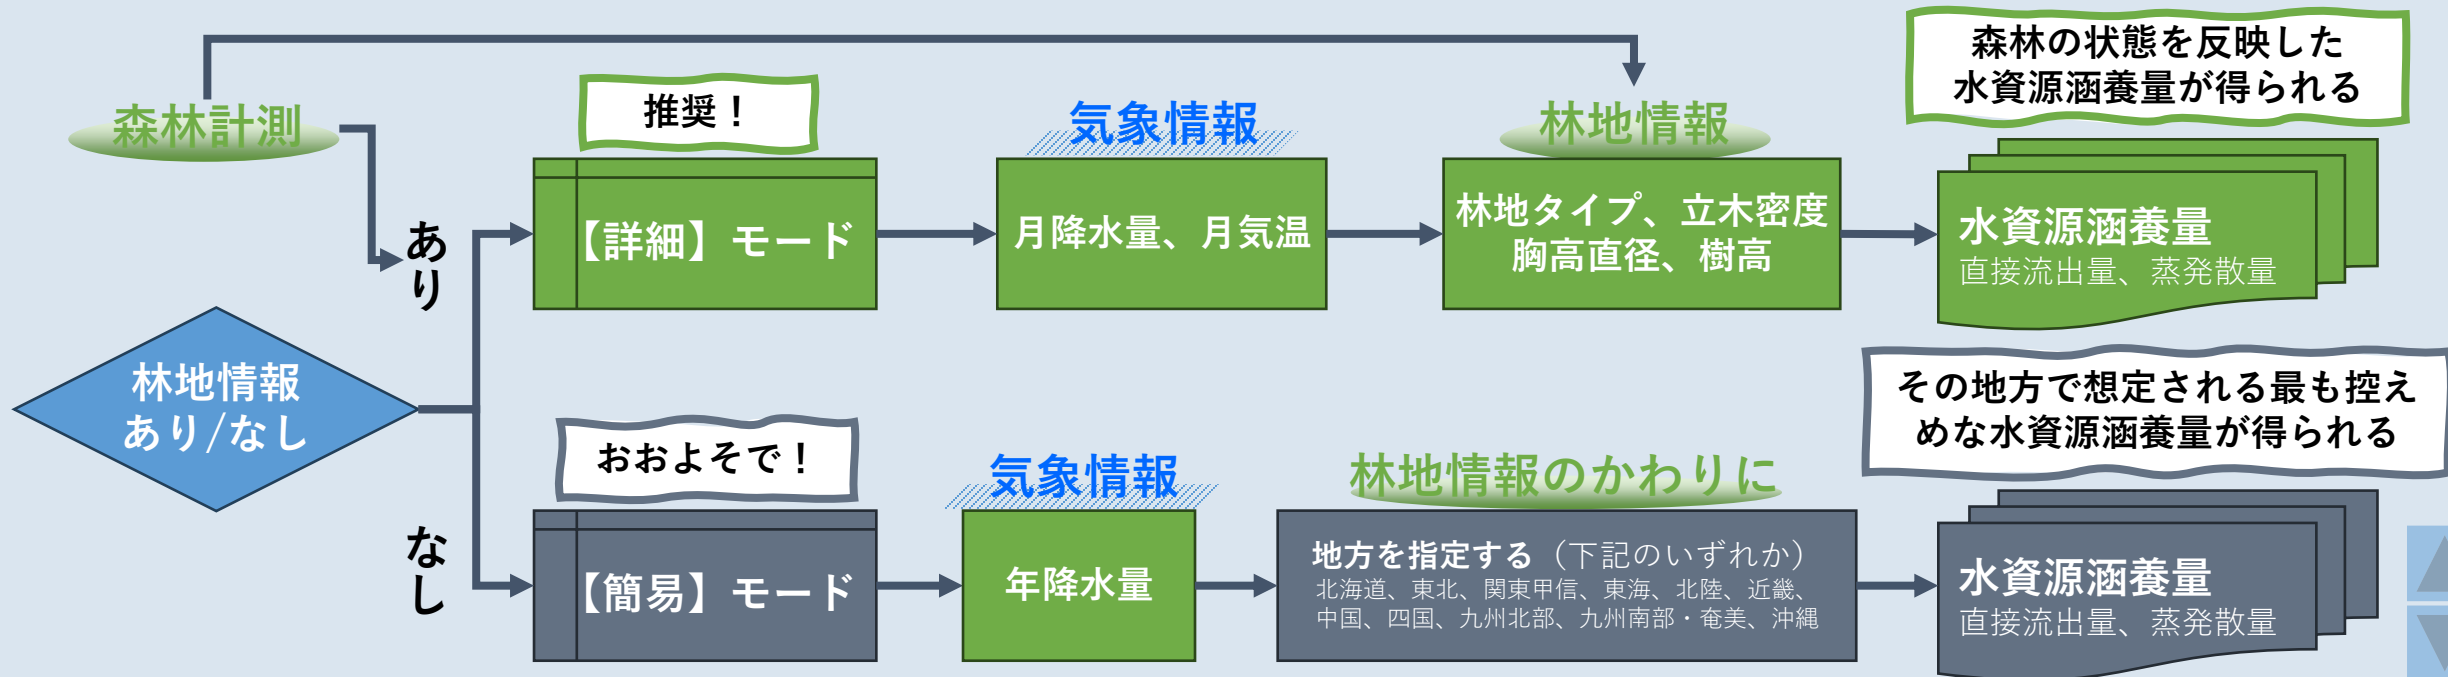 森林の状態を反映した
水資源涵養量が得られる
森林計測
推奨！
気象情報
林地情報
あり
【詳細】モード
月降水量、月気温
林地タイプ、立木密度
胸高直径、樹高
水資源涵養量
直接流出量、蒸発散量
林地情報
あり/なし
その地方で想定される最も控え
めな水資源涵養量が得られる
おおよそで！
気象情報
林地情報のかわりに
なし
【簡易】モード
年降水量
地方を指定する（下記のいずれか）
北海道、東北、関東甲信、東海、北陸、近畿、
中国、四国、九州北部、九州南部・奄美、沖縄
水資源涵養量
直接流出量、蒸発散量